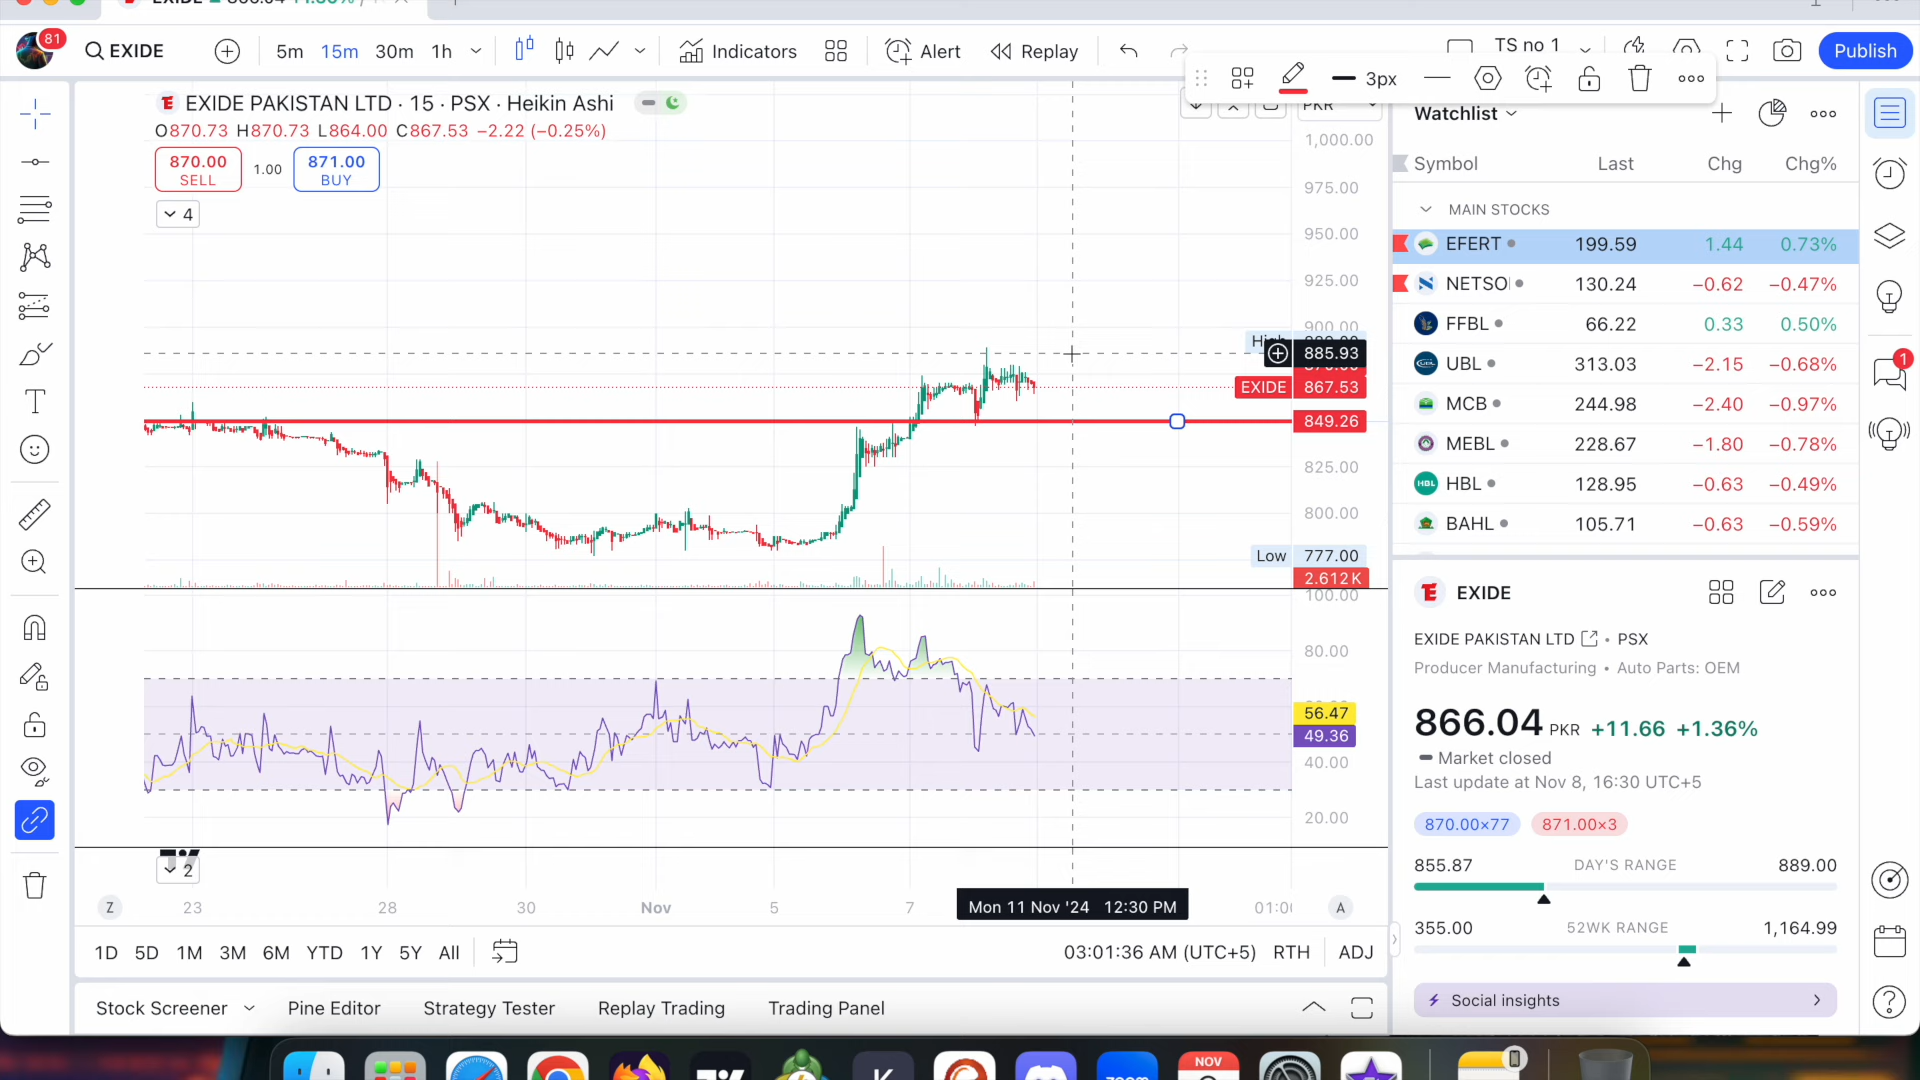 81
EXIDE
5m 15m 30m 1h
Indicators
Alert
Replay
TS no 1
Publish
3px
EXIDE PAKISTAN LTD · 15 · PSX · Heikin Ashi
O870.73 H870.73 L864.00 C867.53 −2.22 (−0.25%)
870.00
SELL
1.00
871.00
BUY
4
PKR
1,000.00
975.00
950.00
925.00
900.00
885.93
EXIDE 867.53
849.26
825.00
800.00
Low 777.00
2.612K
100.00
80.00
56.47
49.36
40.00
20.00
2
Z 23 28 30 Nov 5 7 Mon 11 Nov '24 12:30 PM A
1D 5D 1M 3M 6M YTD 1Y 5Y All
03:01:36 AM (UTC+5) RTH ADJ
Stock Screener Pine Editor Strategy Tester Replay Trading Trading Panel
Watchlist
Symbol Last Chg Chg%
MAIN STOCKS
EFERT 199.59 1.44 0.73%
NETSO 130.24 −0.62 −0.47%
FFBL 66.22 0.33 0.50%
UBL 313.03 −2.15 −0.68%
MCB 244.98 −2.40 −0.97%
MEBL 228.67 −1.80 −0.78%
HBL HBL 128.95 −0.63 −0.49%
BAHL 105.71 −0.63 −0.59%
EXIDE
EXIDE PAKISTAN LTD • PSX
Producer Manufacturing • Auto Parts: OEM
866.04 PKR +11.66 +1.36%
Market closed
Last update at Nov 8, 16:30 UTC+5
870.00×77 871.00×3
855.87 DAY'S RANGE 889.00
355.00 52WK RANGE 1,164.99
Social insights
1
NOV
zoom